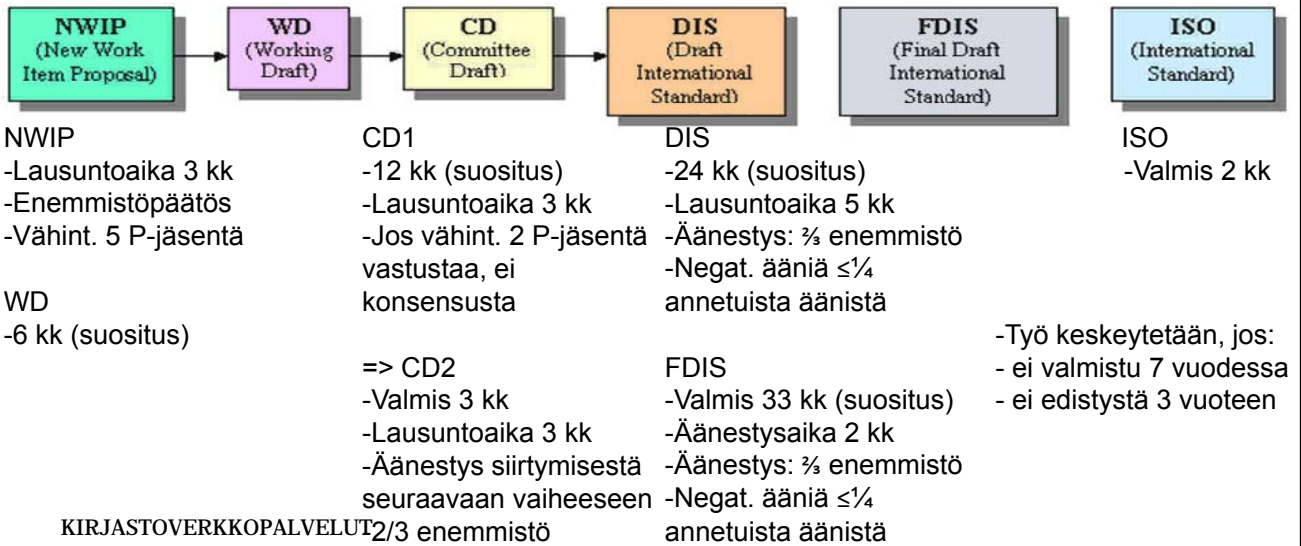 NWIP
(New Work
Item Proposal)
WD
(Working
Draft)
CD
(Committee
Draft)
DIS
(Draft
International
Standard)
FDIS
(Final Draft
International
Standard)
ISO
(International
Standard)
NWIP
-Lausuntoaika 3 kk
-Enemmistöpäätös
-Vähint. 5 P-jäsentä
WD
-6 kk (suositus)
CD1
-12 kk (suositus)
-Lausuntoaika 3 kk
-Jos vähint. 2 P-jäsentä
vastustaa, ei
konsensusta
=> CD2
-Valmis 3 kk
-Lausuntoaika 3 kk
-Äänestys siirtymisestä
seuraavaan vaiheeseen
2/3 enemmistö
DIS
-24 kk (suositus)
-Lausuntoaika 5 kk
-Äänestys: ⅔ enemmistö
-Negat. ääniä ≤¼
annetuista äänistä
FDIS
-Valmis 33 kk (suositus)
-Äänestysaika 2 kk
-Äänestys: ⅔ enemmistö
-Negat. ääniä ≤¼
annetuista äänistä
ISO
-Valmis 2 kk
-Työ keskeytetään, jos:
- ei valmistu 7 vuodessa
- ei edistystä 3 vuoteen
KIRJASTOVERKKOPALVELUT